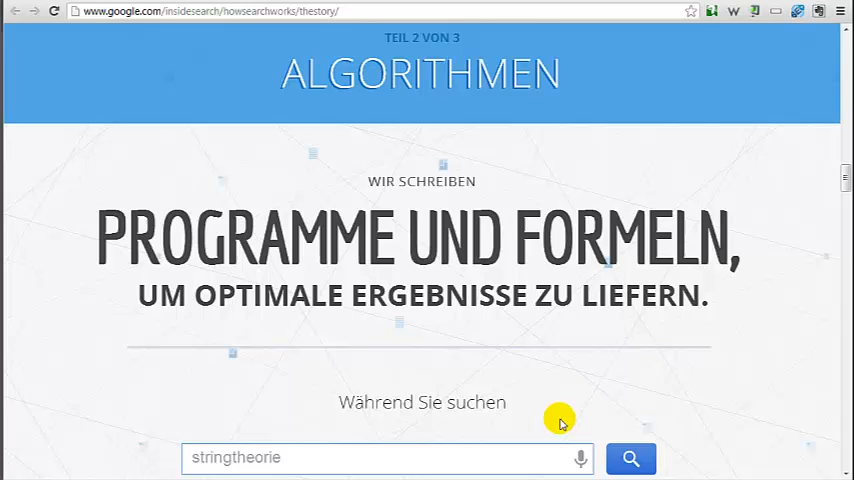 www.google.com/insidesearch/howsearchworks/thestory/
TEIL 2 VON 3
ALGORITHMEN
WIR SCHREIBEN
PROGRAMME UND FORMELN,
UM OPTIMALE ERGEBNISSE ZU LIEFERN.
Während Sie suchen
stringtheorie